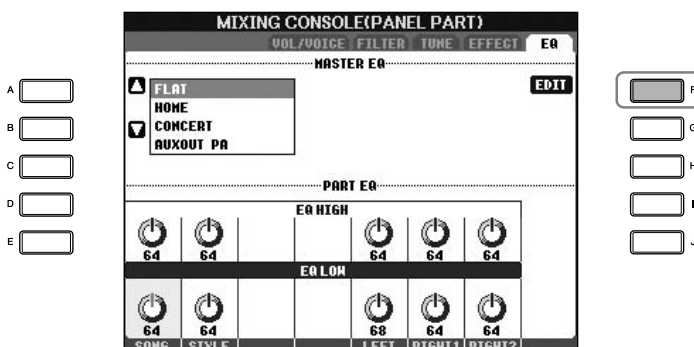 MIXING CONSOLE(PANEL PART)
VOL/VOICE FILTER TUNE EFFECT EQ
MASTER EQ
A
FLAT
EDIT
F
HOME
B
CONCERT
G
AUXOUT PA
C
H
PART EQ
D
I
EQ HIGH
E
J
64 64 64 64 64
EQ LOW
64 64 68 64 64
SONG STYLE LEFT RIGHT1 RIGHT2